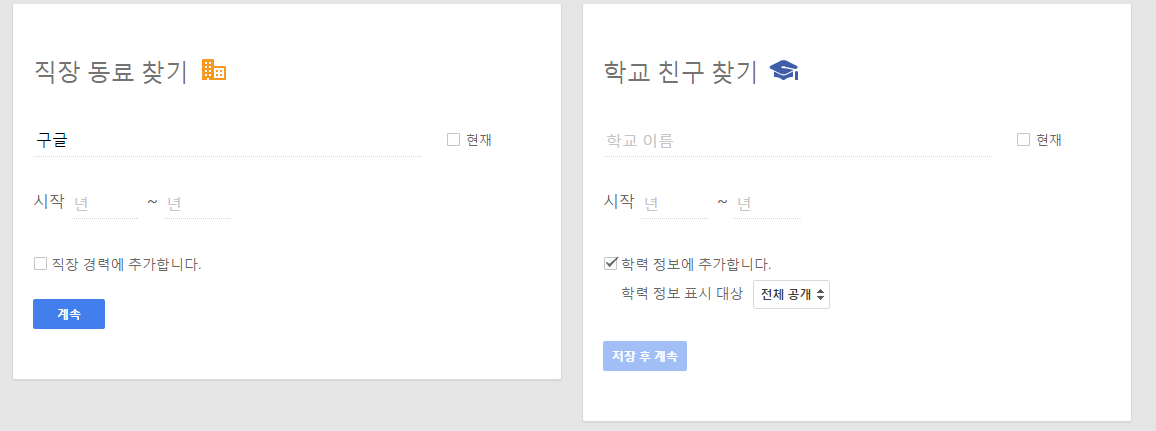 직장 동료 찾기
구글
현재
시작 년 ~ 년
직장 경력에 추가합니다.
계속
학교 친구 찾기
학교 이름
현재
시작 년 ~ 년
학력 정보에 추가합니다.
학력 정보 표시 대상 전체 공개
저장 후 계속